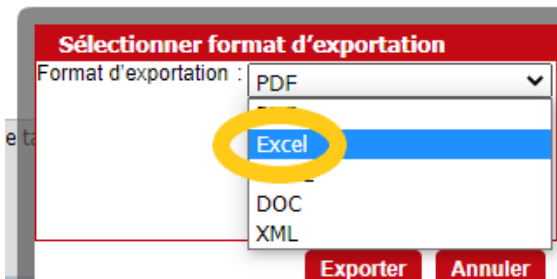 Sélectionner format d'exportation
Format d'exportation : PDF
Excel
DOC
XML
Exporter Annuler